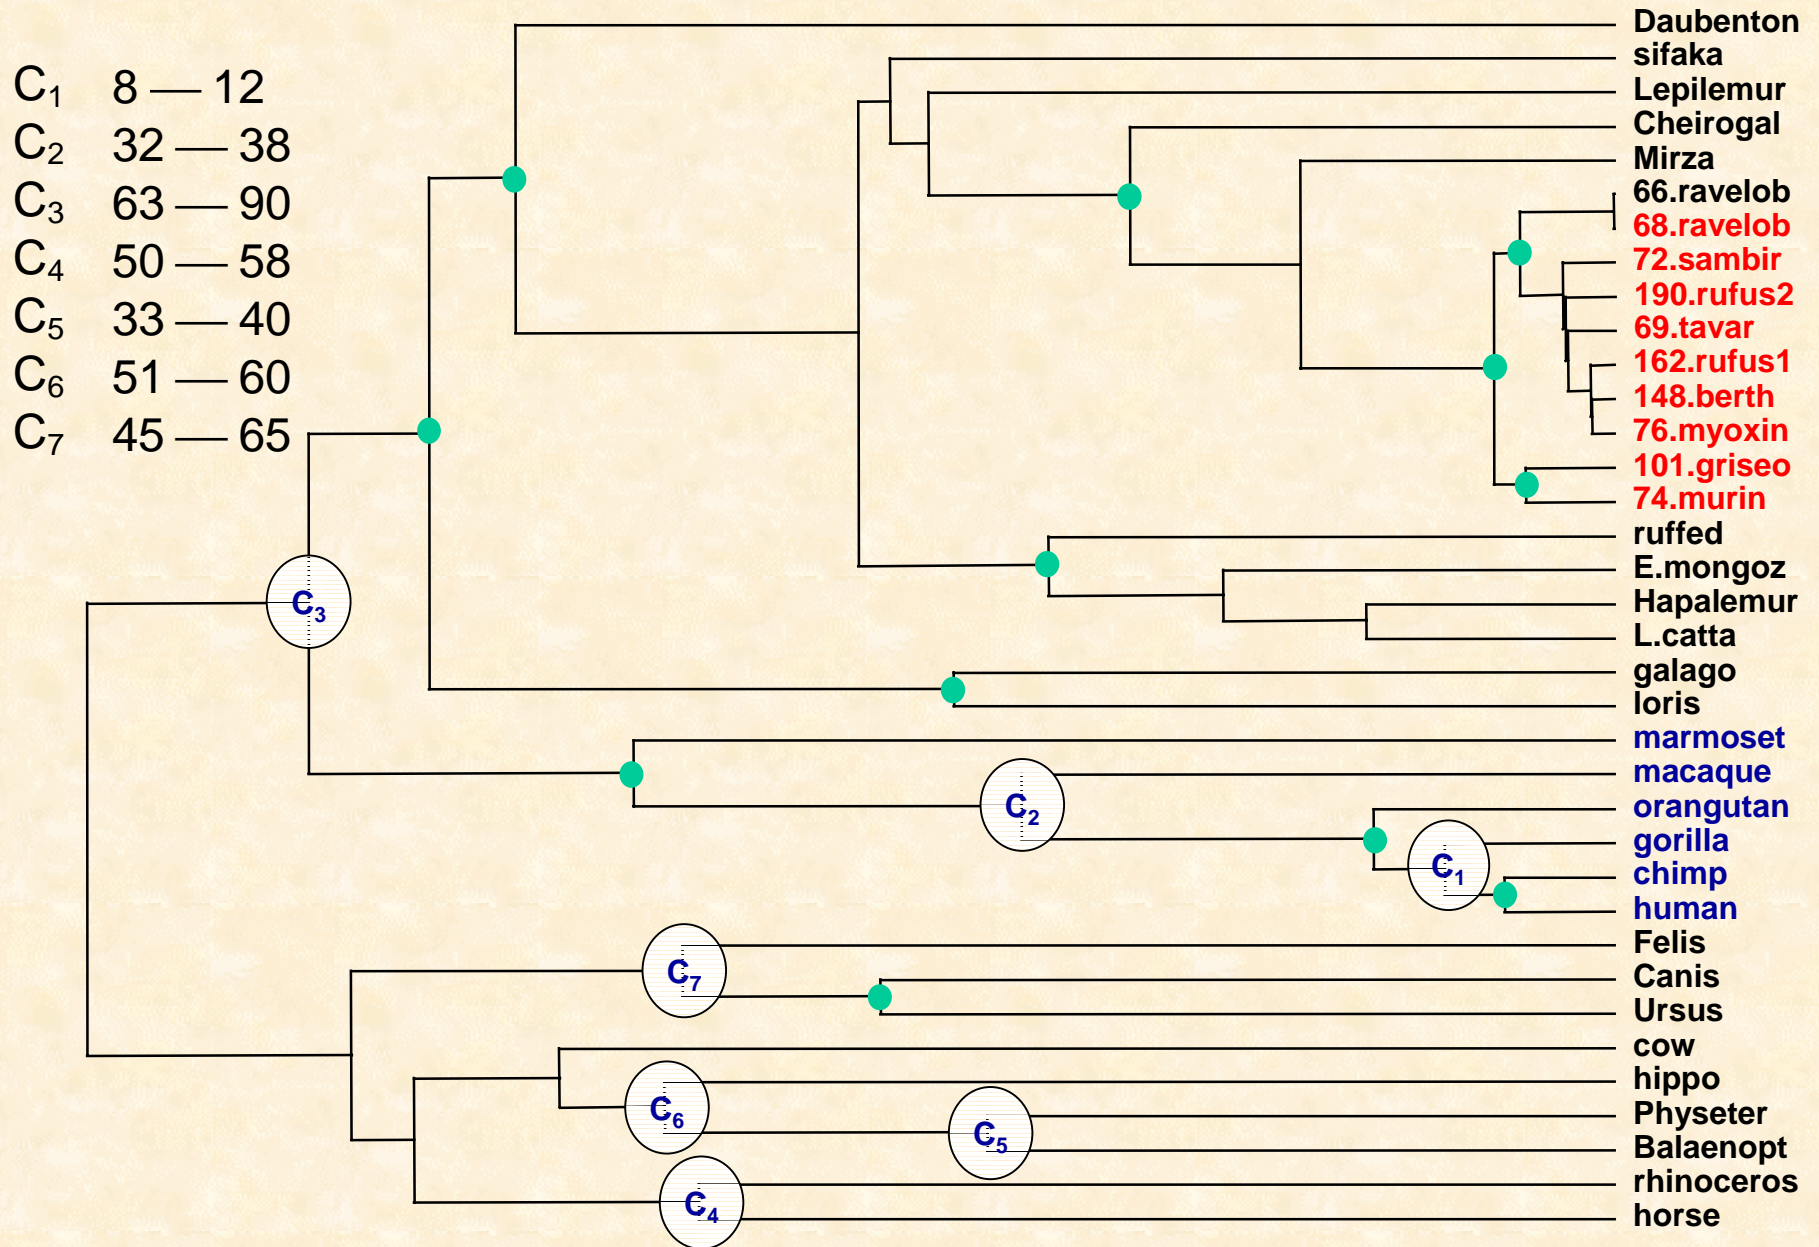 C₁ 8 — 12
C₂ 32 — 38
C₃ 63 — 90
C₄ 50 — 58
C₅ 33 — 40
C₆ 51 — 60
C₇ 45 — 65
Daubenton
sifaka
Lepilemur
Cheirogal
Mirza
66.ravelob
68.ravelob
72.sambir
190.rufus2
69.tavar
162.rufus1
148.berth
76.myoxin
101.griseo
74.murin
ruffed
E.mongoz
Hapalemur
L.catta
galago
loris
marmoset
macaque
orangutan
gorilla
chimp
human
Felis
Canis
Ursus
cow
hippo
Physeter
Balaenopt
rhinoceros
horse
C₃
C₂
C₁
C₇
C₆
C₅
C₄